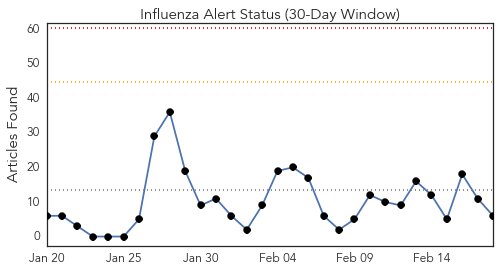 Influenza Alert Status (30-Day Window)
Articles Found
60
50
40
30
20
10
0
Jan 20 Jan 25 Jan 30 Feb 04 Feb 09 Feb 14